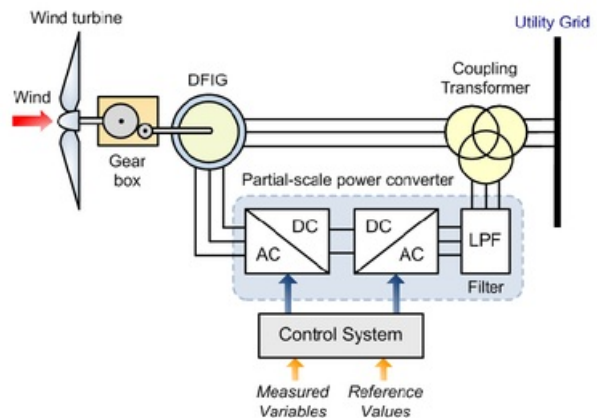 Wind turbine
Utility Grid
DFIG
Coupling
Transformer
Wind
Gear
box
Partial-scale power converter
DC
AC
DC
AC
LPF
Filter
Control System
Measured
Variables
Reference
Values